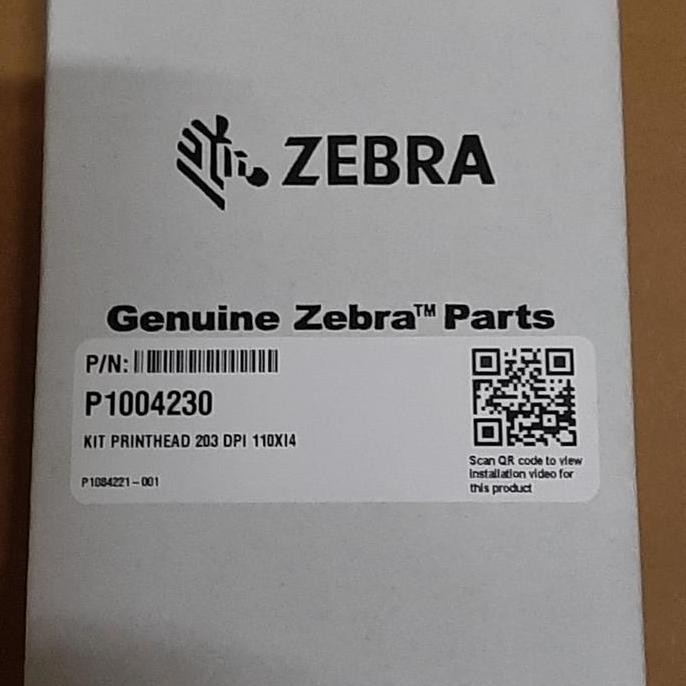 ZEBRA
Genuine Zebra™ Parts
P/N:
P1004230
KIT PRINTHEAD 203 DPI 110XI4
P1084221-001
Scan QR code to view
installation video for
this product